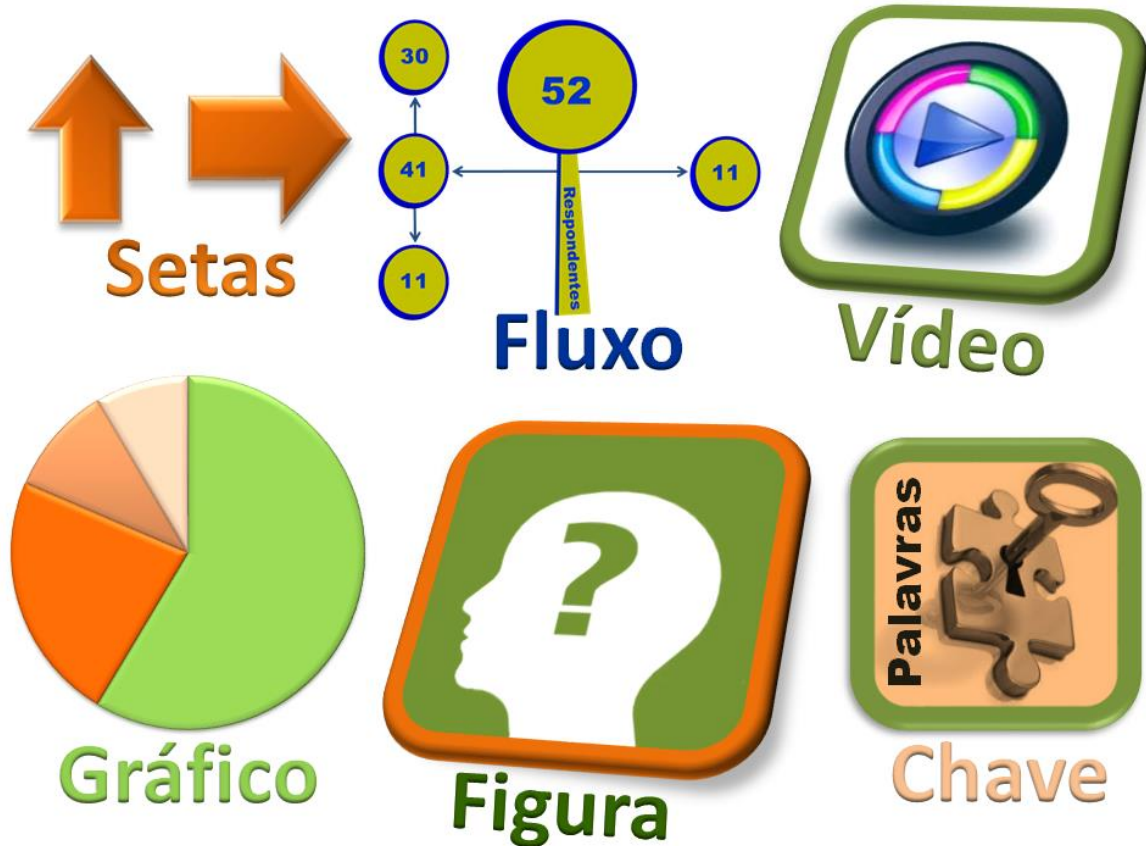 30
52
41
11
Respondentes
11
Setas
Fluxo
Vídeo
?
Palavras
Gráfico
Figura
Chave